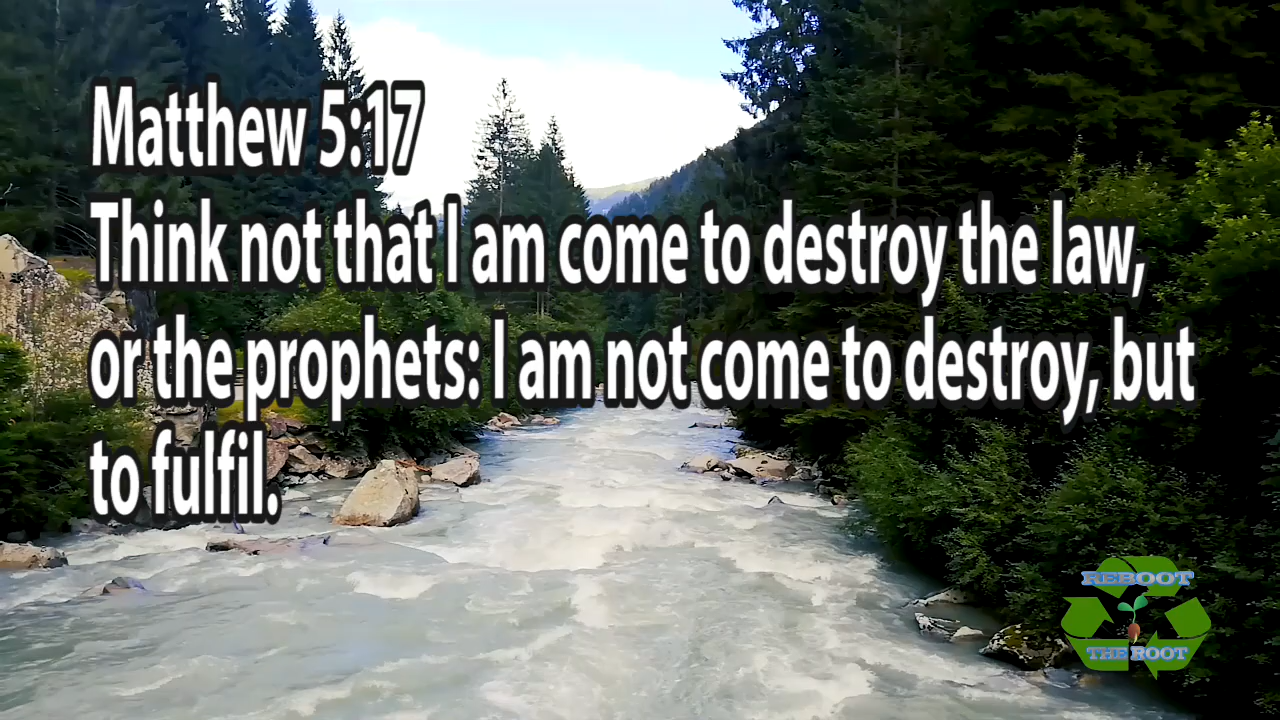 Matthew 5:17
Think not that I am come to destroy the law,
or the prophets: I am not come to destroy, but
to fulfil.
REBOOT
THE ROOT